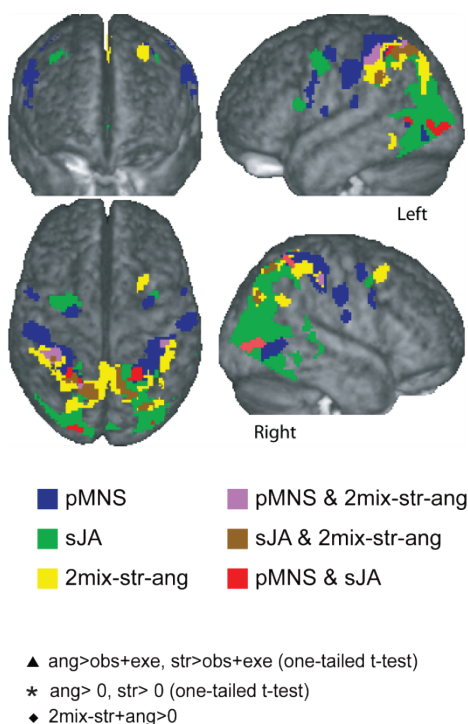 Left
Right
pMNS
pMNS & 2mix-str-ang
sJA
sJA & 2mix-str-ang
2mix-str-ang
pMNS & sJA
▲ ang>obs+exe, str>obs+exe (one-tailed t-test)
* ang> 0, str> 0 (one-tailed t-test)
◆ 2mix-str+ang>0